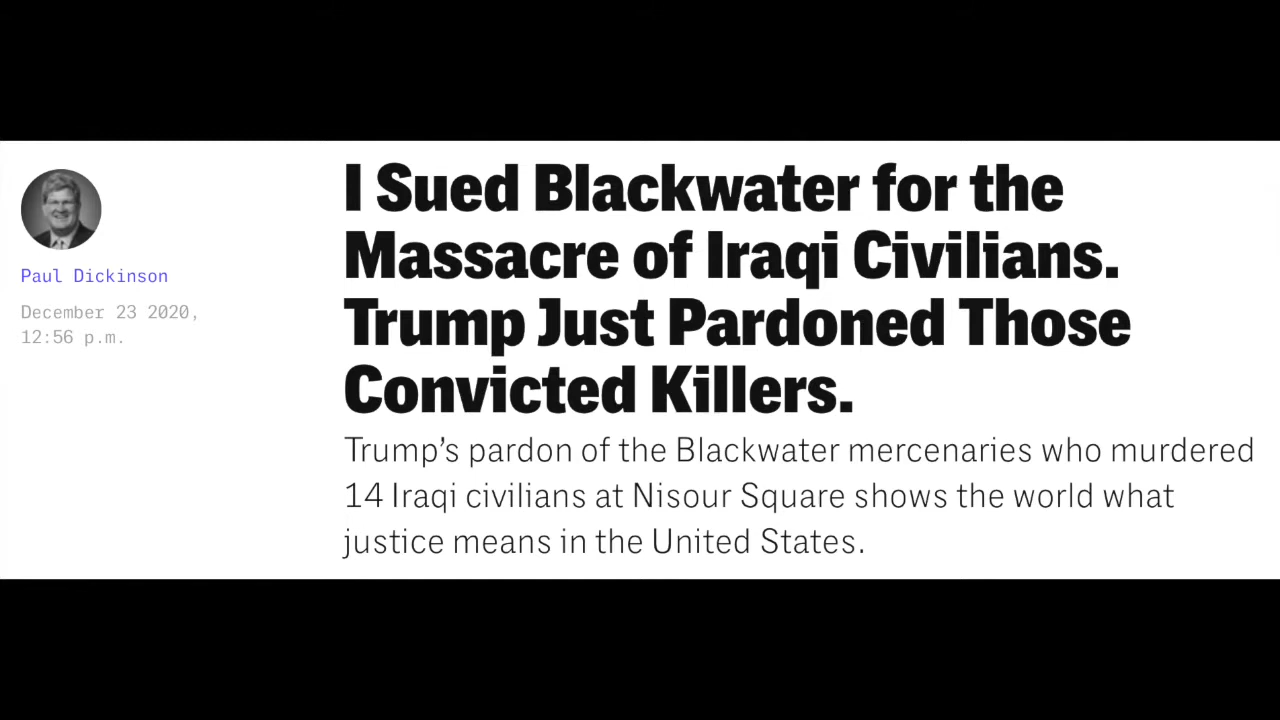 Paul Dickinson
December 23 2020,
12:56 p.m.
I Sued Blackwater for the
Massacre of Iraqi Civilians.
Trump Just Pardoned Those
Convicted Killers.
Trump’s pardon of the Blackwater mercenaries who murdered
14 Iraqi civilians at Nisour Square shows the world what
justice means in the United States.